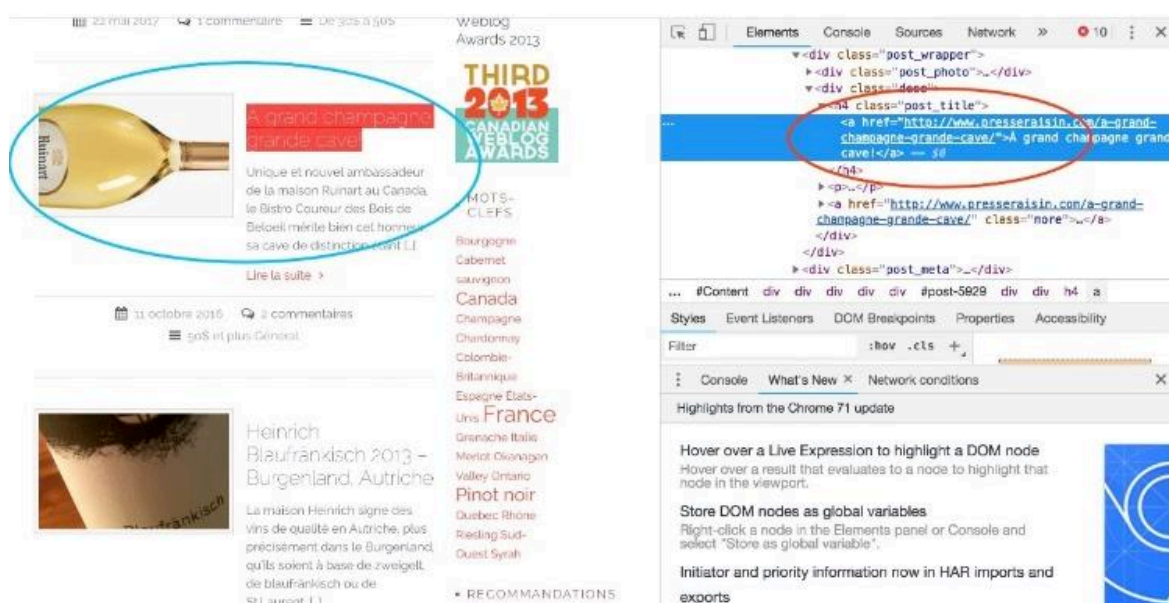 22 mai 2017 1 commentaire De 30$ à 50$
À grand champagne
grande cave!
Ruinart
Unique et nouvel ambassadeur
de la maison Ruinart au Canada,
le Bistro Coureur des Bois de
Beloeil mérite bien cet honneur
sa cave de distinction étant [...]
Lire la suite >
11 octobre 2016 2 commentaires
50$ et plus Général
Heinrich
Blaufränkisch 2013 –
Burgenland, Autriche
Blaufränkisch
La maison Heinrich signe des
vins de qualité en Autriche, plus
précisément dans le Burgenland,
qu'ils soient à base de zweigelt,
de blaufränkisch ou de
St Laurent. [...]
Weblog
Awards 2013
THIRD
2013
CANADIAN
WEBLOG
AWARDS
MOTS-
CLEFS
Bourgogne
Cabernet
sauvignon
Canada
Champagne
Chardonnay
Colombie-
Britannique
Espagne États-
Unis France
Grenache Italie
Merlot Okanagan
Valley Ontario
Pinot noir
Québec Rhône
Riesling Sud-
Ouest Syrah
RECOMMANDATIONS
Elements Console Sources Network » 10
<div class="post_wrapper">
<div class="post_photo">…</div>
<div class="desc">
<h4 class="post_title">
<a href="http://www.presseraisin.com/a-grand-
champagne-grande-cave/">À grand champagne grand
cave!</a> == $0
</h4>
<p>…</p>
<a href="http://www.presseraisin.com/a-grand-
champagne-grande-cave/" class="more">…</a>
</div>
</div>
<div class="post_meta">…</div>
... #Content div div div div #post-5829 div div h4 a
Styles Event Listeners DOM Breakpoints Properties Accessibility
Filter :hov .cls +
Console What's New × Network conditions ×
Highlights from the Chrome 71 update
Hover over a Live Expression to highlight a DOM node
Hover over a result that evaluates to a node to highlight that
node in the viewport.
Store DOM nodes as global variables
Right-click a node in the Elements panel or Console and
select "Store as global variable".
Initiator and priority information now in HAR imports and
exports